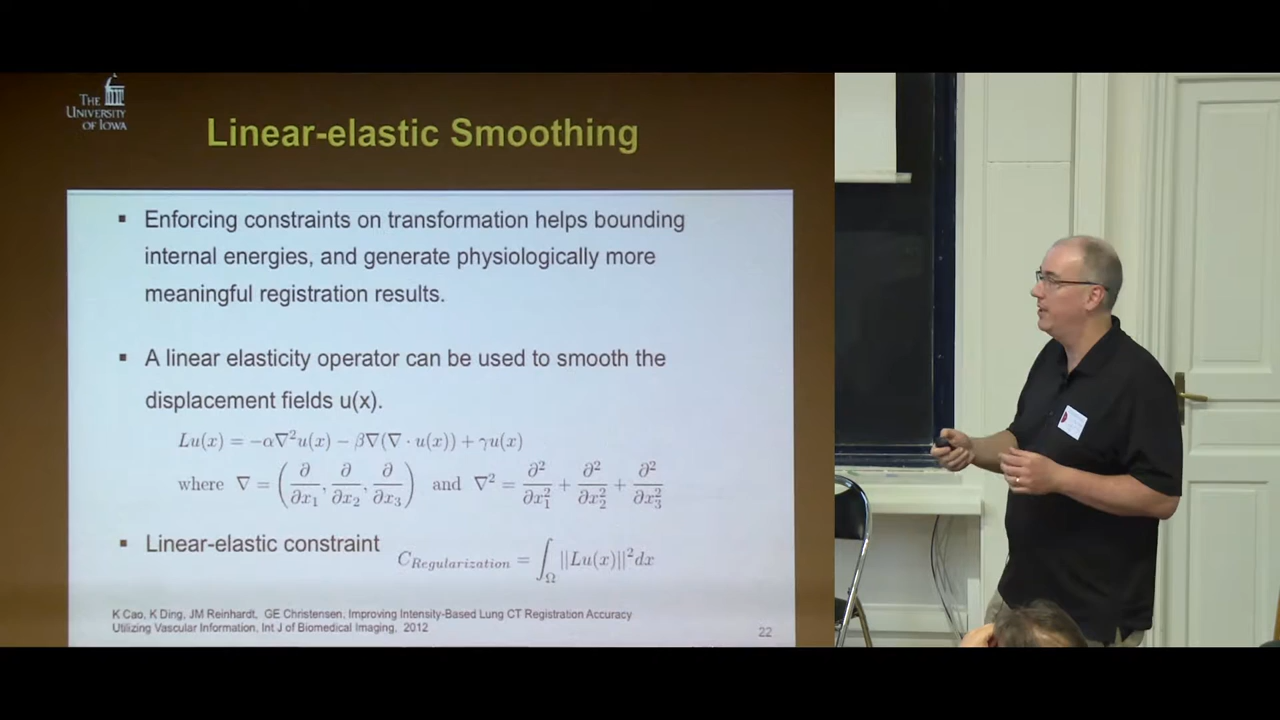 THE
UNIVERSITY
OF IOWA
Linear-elastic Smoothing
▪ Enforcing constraints on transformation helps bounding
internal energies, and generate physiologically more
meaningful registration results.
▪ A linear elasticity operator can be used to smooth the
displacement fields u(x).
Lu(x) = −α∇²u(x) − β∇(∇ · u(x)) + γu(x)
where ∇ = (∂/∂x₁, ∂/∂x₂, ∂/∂x₃) and ∇² = ∂²/∂x₁² + ∂²/∂x₂² + ∂²/∂x₃²
▪ Linear-elastic constraint C_Regularization = ∫_Ω ||Lu(x)||²dx
K Cao, K Ding, JM Reinhardt, GE Christensen, Improving Intensity-Based Lung CT Registration Accuracy
Utilizing Vascular Information, Int J of Biomedical Imaging, 2012
22